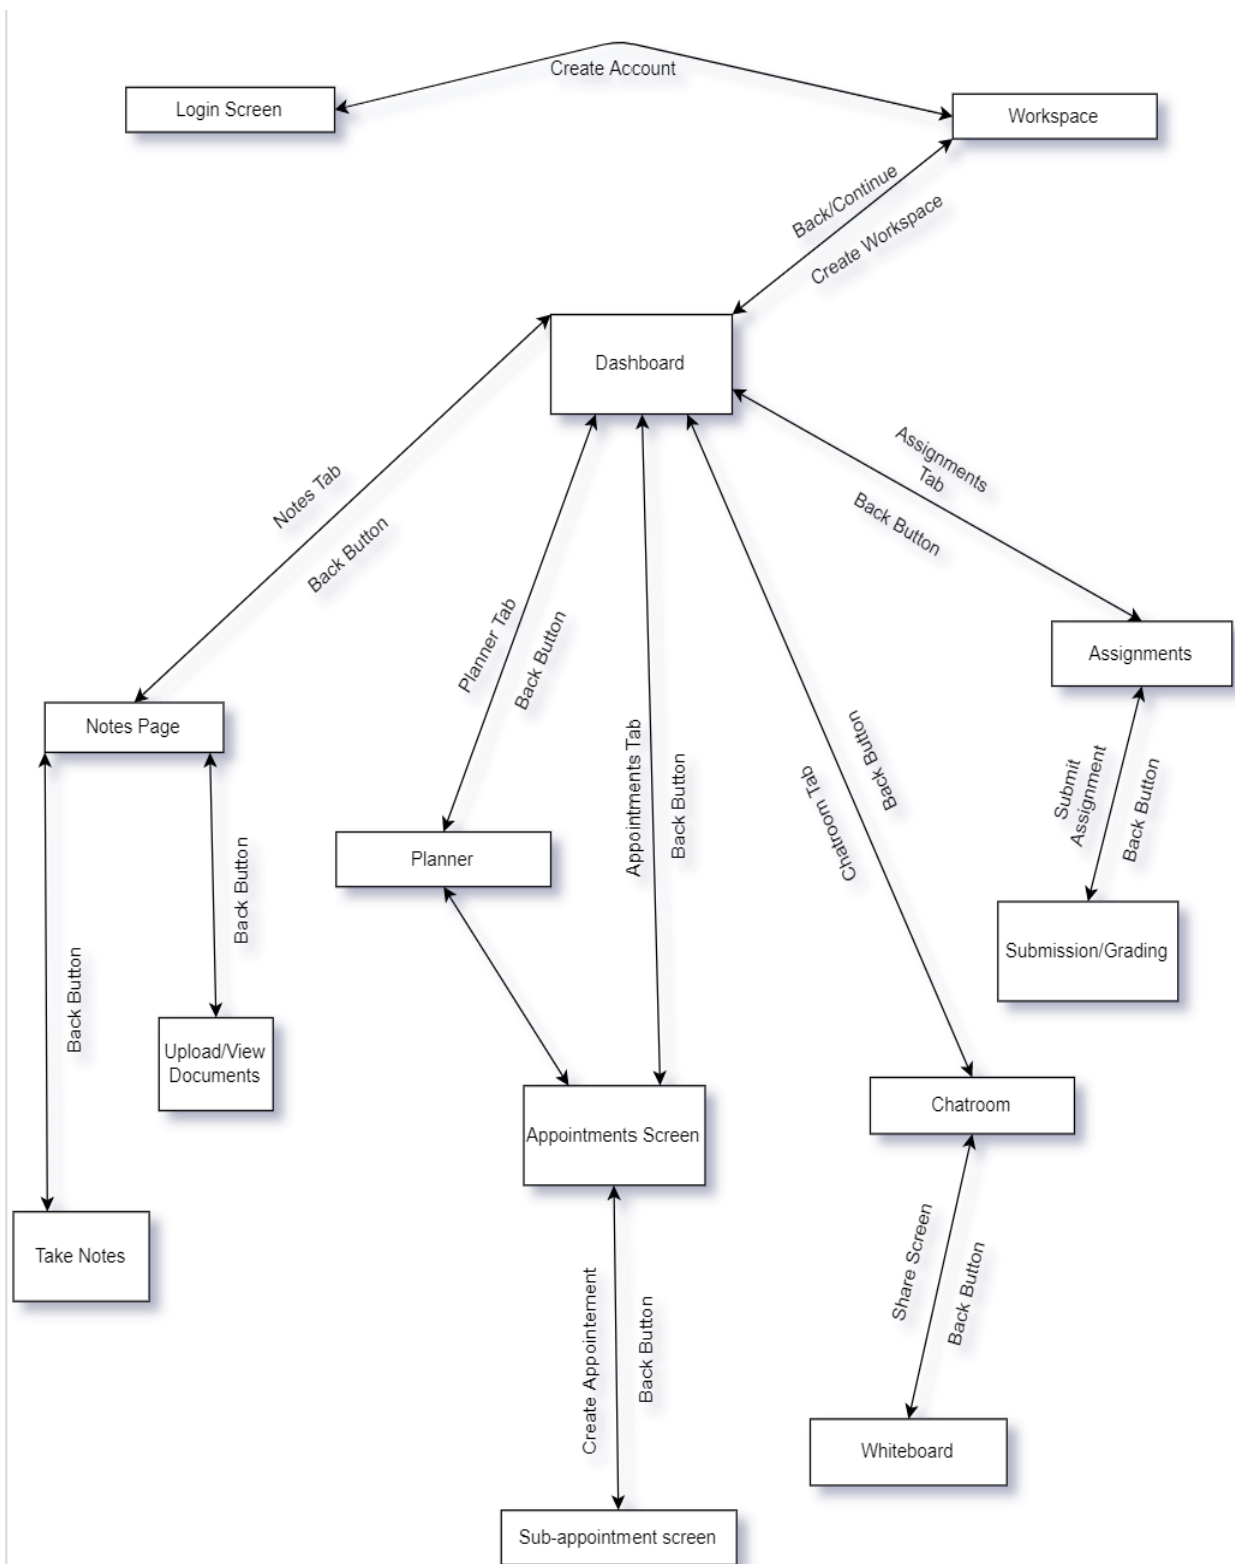 Create Account
Login Screen
Workspace
Back/Continue
Create Workspace
Dashboard
Assignments
Tab
Back Button
Notes Tab
Back Button
Planner Tab
Back Button
Appointments Tab
Back Button
Back Button
Chatroom Tab
Assignments
Notes Page
Submit
Assignment
Back Button
Planner
Back Button
Back Button
Submission/Grading
Upload/View
Documents
Appointments Screen
Chatroom
Take Notes
Share Screen
Back Button
Create Appointement
Back Button
Whiteboard
Sub-appointment screen